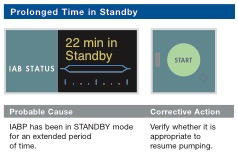 Prolonged Time in Standby
22 min in
Standby
IAB STATUS
START
Probable Cause
Corrective Action
IABP has been in STANDBY mode
for an extended period
of time.
Verify whether it is
appropriate to
resume pumping.